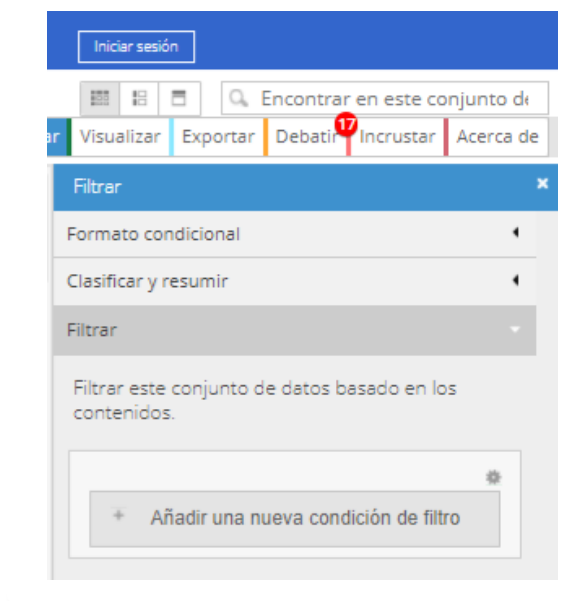 Iniciar sesión
Encontrar en este conjunto de
ar Visualizar Exportar Debatir 17 Incrustar Acerca de
Filtrar ×
Formato condicional
Clasificar y resumir
Filtrar
Filtrar este conjunto de datos basado en los
contenidos.
+ Añadir una nueva condición de filtro